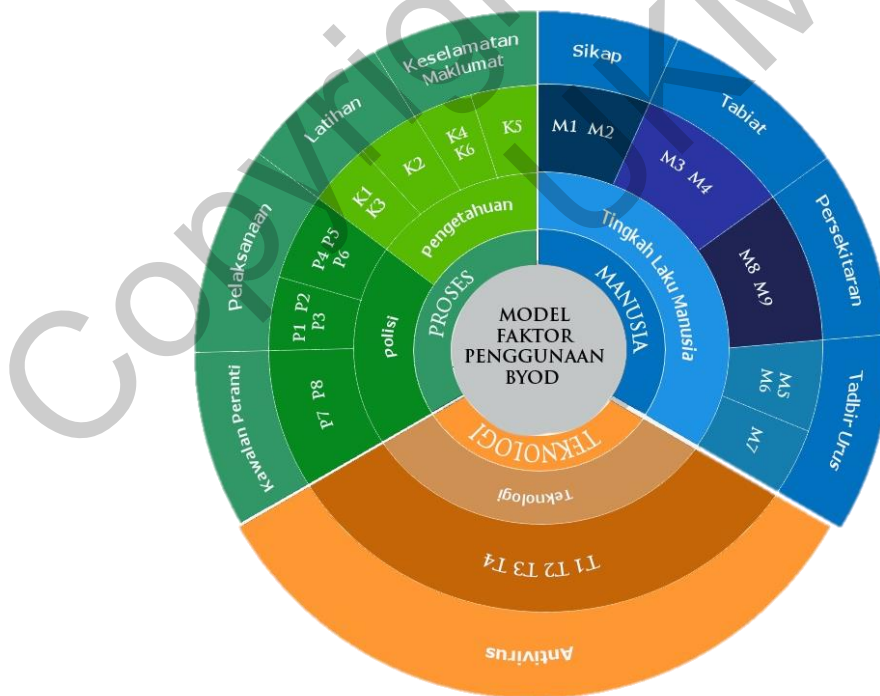 MODEL
FAKTOR
PENGGUNAAN
BYOD
MANUSIA
Tingkah Laku Manusia
M1 M2
M3 M4
M8 M9
M5
M6
M7
Sikap
Tabiat
Persekitaran
Tadbir Urus
TEKNOLOGI
Teknologi
T1 T2 T3 T4
Antivirus
PROSES
Polisi
Pengetahuan
P7 P8
P1 P2
P3
P4 P5
P6
K1
K3
K2
K4
K6
K5
Kawalan Peranti
Pelaksanaan
Latihan
Keselamatan
Maklumat
Copyright
UKM